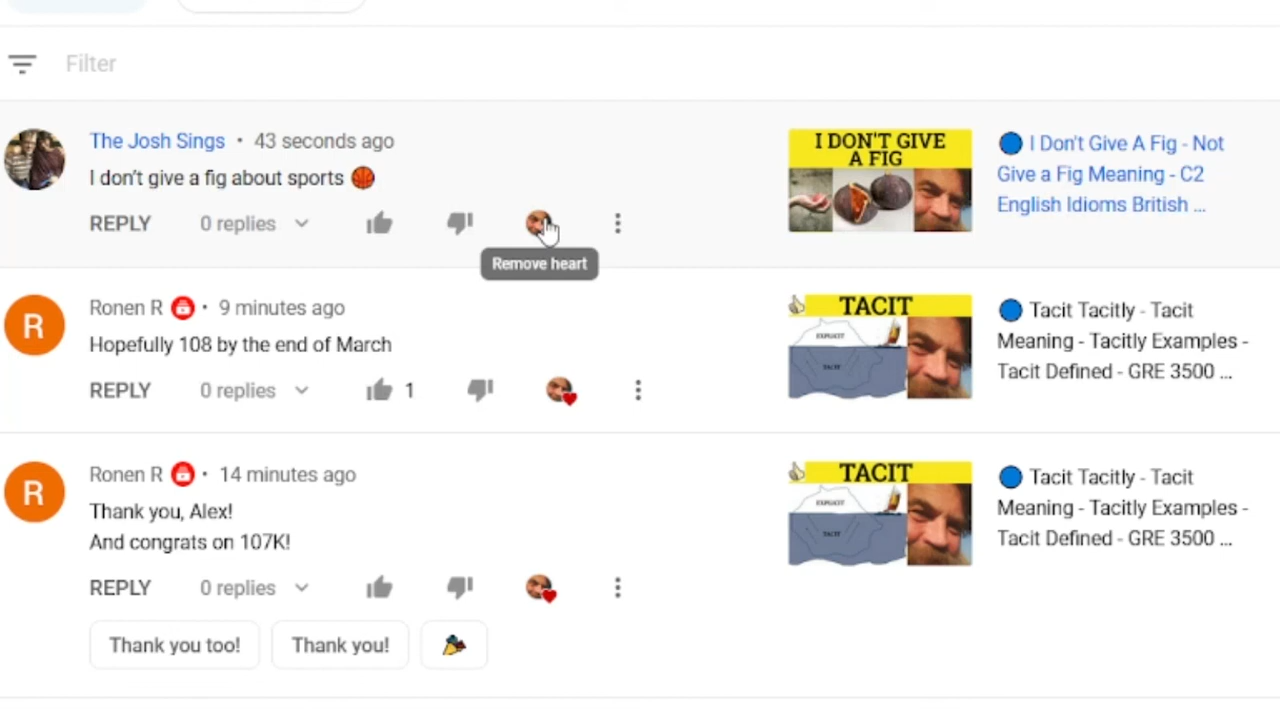 Filter
The Josh Sings • 43 seconds ago
I don't give a fig about sports 🏀
REPLY 0 replies
Remove heart
I DON'T GIVE
A FIG
🔵 I Don't Give A Fig - Not
Give a Fig Meaning - C2
English Idioms British ...
R
Ronen R • 9 minutes ago
Hopefully 108 by the end of March
REPLY 0 replies 1
TACIT
EXPLICIT
TACIT
🔵 Tacit Tacitly - Tacit
Meaning - Tacitly Examples -
Tacit Defined - GRE 3500 ...
R
Ronen R • 14 minutes ago
Thank you, Alex!
And congrats on 107K!
REPLY 0 replies
Thank you too! Thank you!
TACIT
EXPLICIT
TACIT
🔵 Tacit Tacitly - Tacit
Meaning - Tacitly Examples -
Tacit Defined - GRE 3500 ...